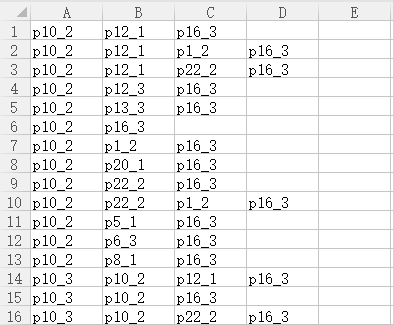 A B C D E
1 p10_2 p12_1 p16_3
2 p10_2 p12_1 p1_2 p16_3
3 p10_2 p12_1 p22_2 p16_3
4 p10_2 p12_3 p16_3
5 p10_2 p13_3 p16_3
6 p10_2 p16_3
7 p10_2 p1_2 p16_3
8 p10_2 p20_1 p16_3
9 p10_2 p22_2 p16_3
10 p10_2 p22_2 p1_2 p16_3
11 p10_2 p5_1 p16_3
12 p10_2 p6_3 p16_3
13 p10_2 p8_1 p16_3
14 p10_3 p10_2 p12_1 p16_3
15 p10_3 p10_2 p16_3
16 p10_3 p10_2 p22_2 p16_3